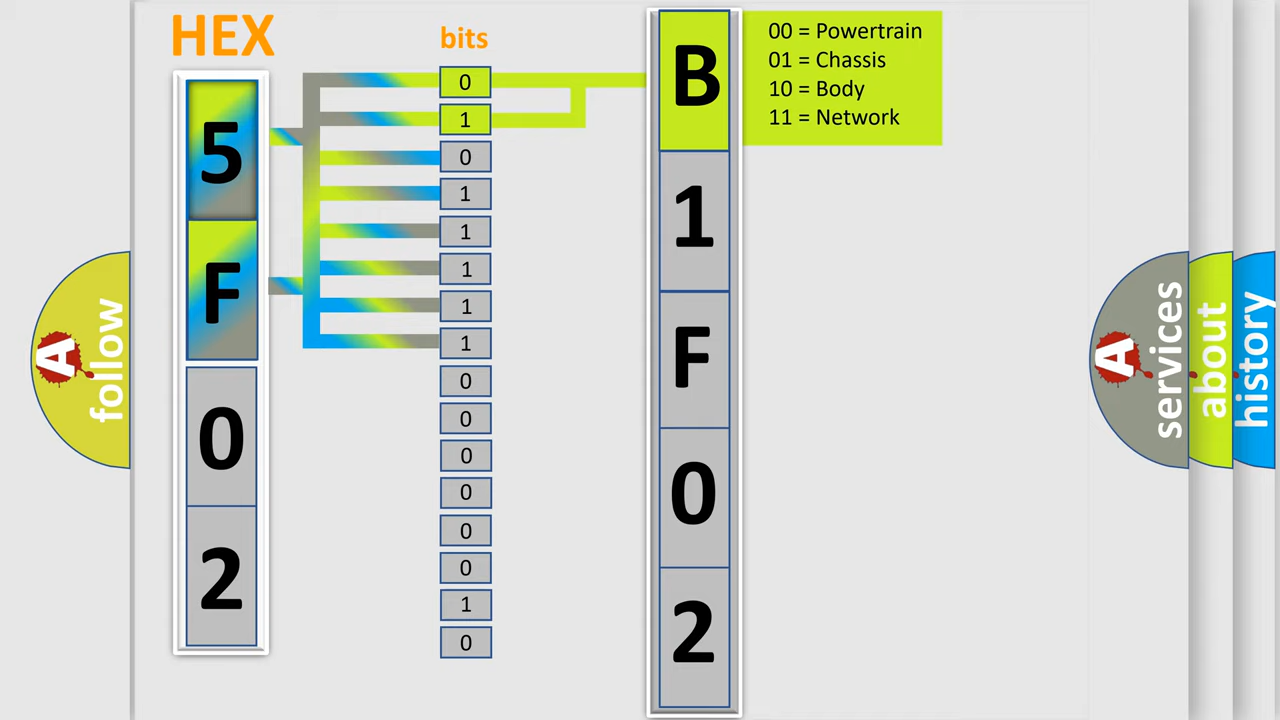 HEX
bits
5
F
0
2
0
1
0
1
1
1
1
1
0
0
0
0
0
0
1
0
B
1
F
0
2
00 = Powertrain
01 = Chassis
10 = Body
11 = Network
A
follow
A
services
about
history